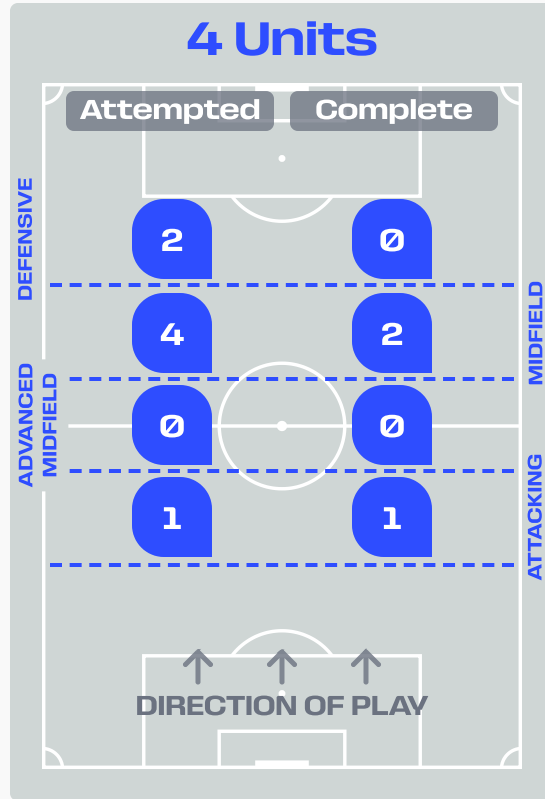 4 Units
Attempted Complete
DEFENSIVE
2 0
MIDFIELD
4 2
ADVANCED
MIDFIELD
0 0
ATTACKING
1 1
DIRECTION OF PLAY